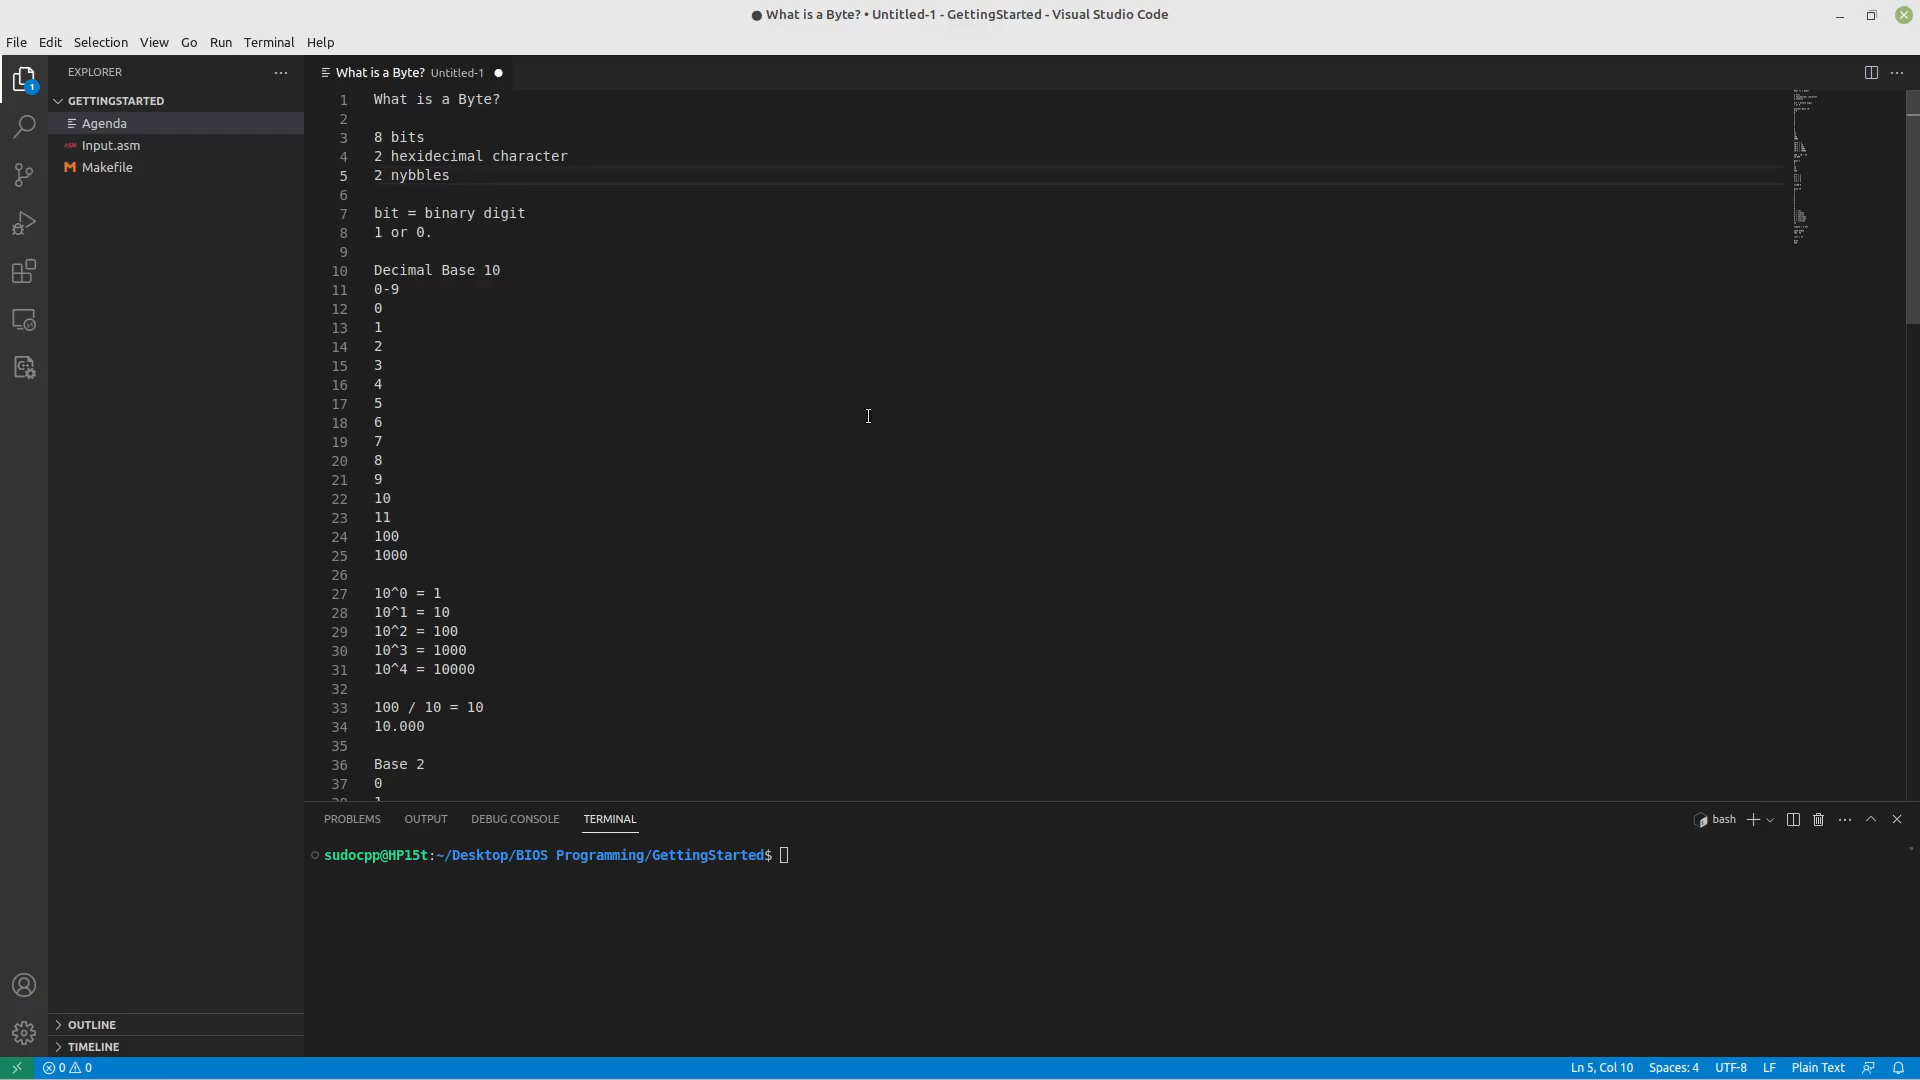 ● What is a Byte? • Untitled-1 - GettingStarted - Visual Studio Code
File Edit Selection View Go Run Terminal Help
EXPLORER
GETTINGSTARTED
Agenda
ASM Input.asm
Makefile
1
OUTLINE
TIMELINE
What is a Byte? Untitled-1
1 What is a Byte?
2
3 8 bits
4 2 hexidecimal character
5 2 nybbles
6
7 bit = binary digit
8 1 or 0.
9
10 Decimal Base 10
11 0-9
12 0
13 1
14 2
15 3
16 4
17 5
18 6
19 7
20 8
21 9
22 10
23 11
24 100
25 1000
26
27 10^0 = 1
28 10^1 = 10
29 10^2 = 100
30 10^3 = 1000
31 10^4 = 10000
32
33 100 / 10 = 10
34 10.000
35
36 Base 2
37 0
38 1
PROBLEMS OUTPUT DEBUG CONSOLE TERMINAL
bash
sudocpp@HP15t:~/Desktop/BIOS Programming/GettingStarted$
0 0
Ln 5, Col 10 Spaces: 4 UTF-8 LF Plain Text